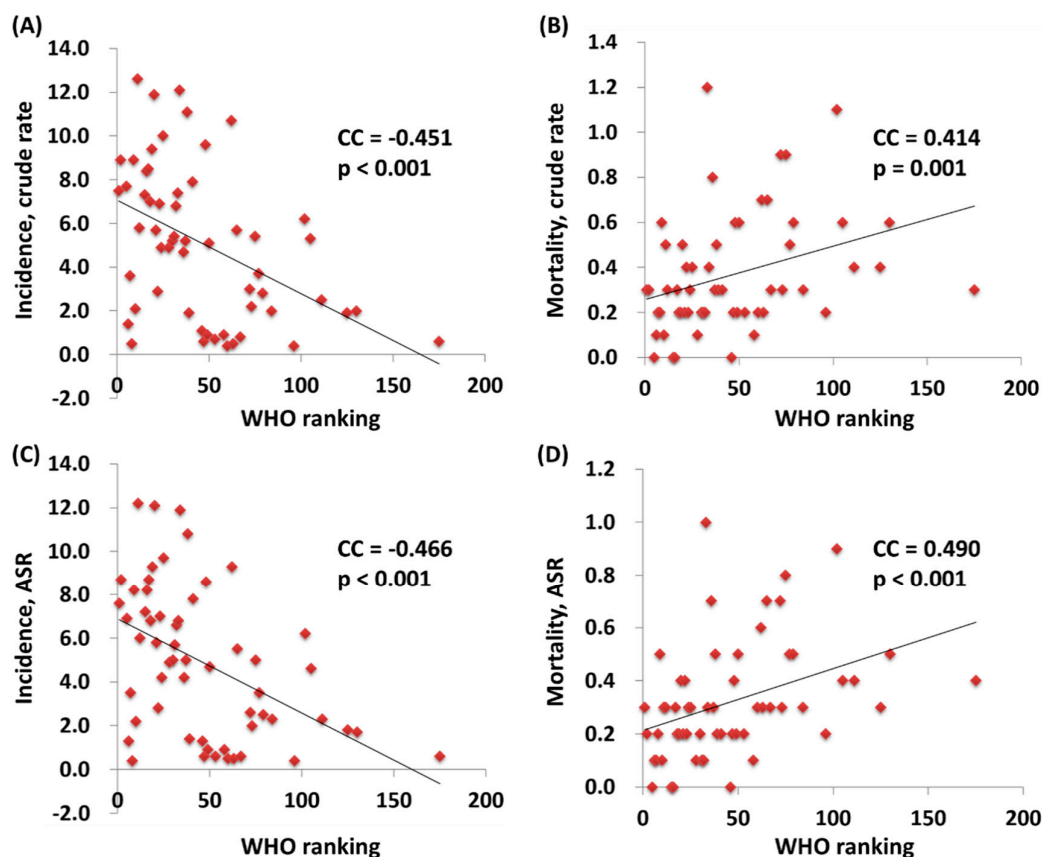 (A)
14.0
12.0
10.0
8.0
6.0
4.0
2.0
0.0
-2.0
Incidence, crude rate
CC = -0.451
p < 0.001
0 50 100 150 200
WHO ranking
(B)
1.4
1.2
1.0
0.8
0.6
0.4
0.2
0.0
Mortality, crude rate
CC = 0.414
p = 0.001
0 50 100 150 200
WHO ranking
(C)
14.0
12.0
10.0
8.0
6.0
4.0
2.0
0.0
-2.0
Incidence, ASR
CC = -0.466
p < 0.001
0 50 100 150 200
WHO ranking
(D)
1.2
1.0
0.8
0.6
0.4
0.2
0.0
Mortality, ASR
CC = 0.490
p < 0.001
0 50 100 150 200
WHO ranking